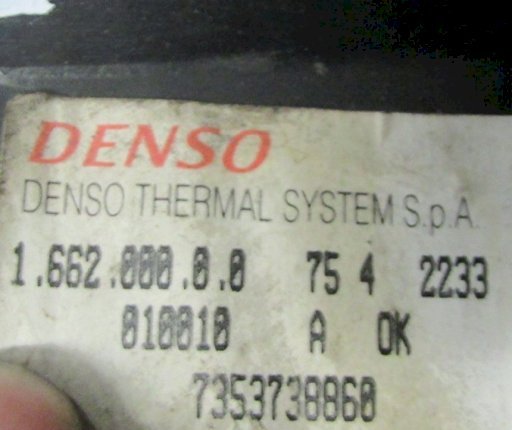 DENSO
DENSO THERMAL SYSTEM S.p.A.
1.662.000.0.0 75 4 2233
010010 A OK
7353738860